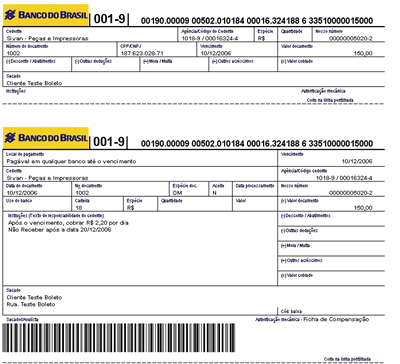 BANCO DO BRASIL 001-9 00190.00009 00502.010184 00016.324188 6 33510000015000
Cedente Agência/Código do Cedente Espécie Quantidade Nosso número
Sivan - Peças e Impressoras 1018-9 / 00016324-4 R$ 00000005020-2
Número do documento CPF/CNPJ Vencimento Valor documento
1002 187.623.028-71 10/12/2006 150,00
(-) Desconto / Abatimentos (-) Outras deduções (+) Mora / Multa (+) Outros acréscimos (=) Valor cobrado
Sacado
Cliente Teste Boleto
Instruções Autenticação mecânica
Corte na linha pontilhada
BANCO DO BRASIL 001-9 00190.00009 00502.010184 00016.324188 6 33510000015000
Local de pagamento Vencimento
Pagável em qualquer banco até o vencimento 10/12/2006
Cedente Agência/Código cedente
Sivan - Peças e Impressoras 1018-9 / 00016324-4
Data do documento No documento Espécie doc. Aceite Data processamento Nosso número
10/12/2006 1002 DM N 00000005020-2
Uso do banco Carteira Espécie Quantidade Valor (=) Valor documento
18 R$ 150,00
Instruções (Texto de responsabilidade do cedente) (-) Desconto / Abatimentos
Após o vencimento, cobrar R$ 2,20 por dia
Não Receber após a data 20/12/2006
(-) Outras deduções
(+) Mora / Multa
(+) Outros acréscimos
(=) Valor cobrado
Sacado
Cliente Teste Boleto
Rua. Teste Boleto
Cód. baixa
Sacador/Avalista Autenticação mecânica - Ficha de Compensação
Corte na linha pontilhada